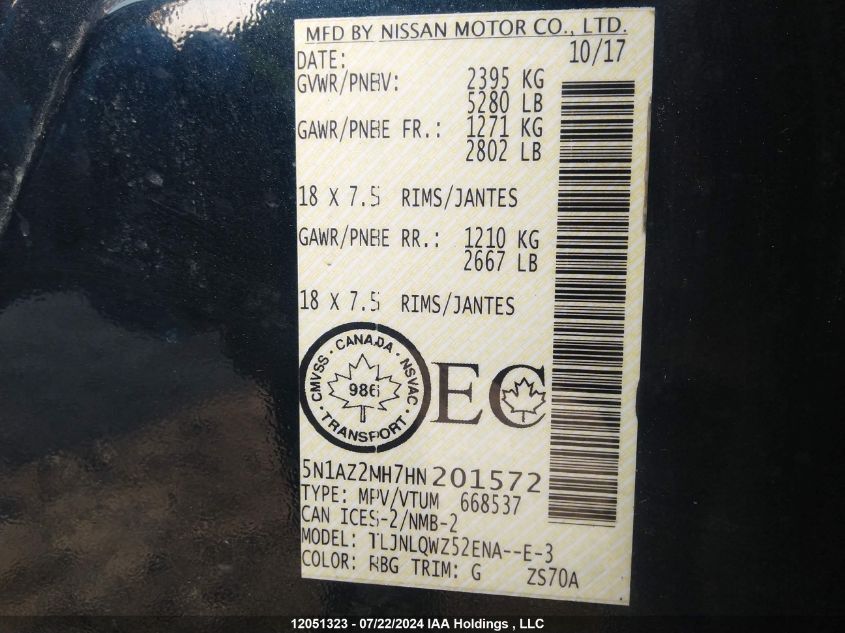 MFD BY NISSAN MOTOR CO., LTD.
DATE: 10/17
GVWR/PNBV: 2395 KG
5280 LB
GAWR/PNBE FR.: 1271 KG
2802 LB
18 X 7.5 RIMS/JANTES
GAWR/PNBE RR.: 1210 KG
2667 LB
18 X 7.5 RIMS/JANTES
CMVSS · CANADA · NSVAC · TRANSPORT ·
986
EC
5N1AZ2MH7HN201572
TYPE: MPV/VTUM 668537
CAN ICES-2/NMB-2
MODEL: TLJNLQWZ52ENA--E-3
COLOR: RBG TRIM: G ZS70A
12051323 - 07/22/2024 IAA Holdings , LLC